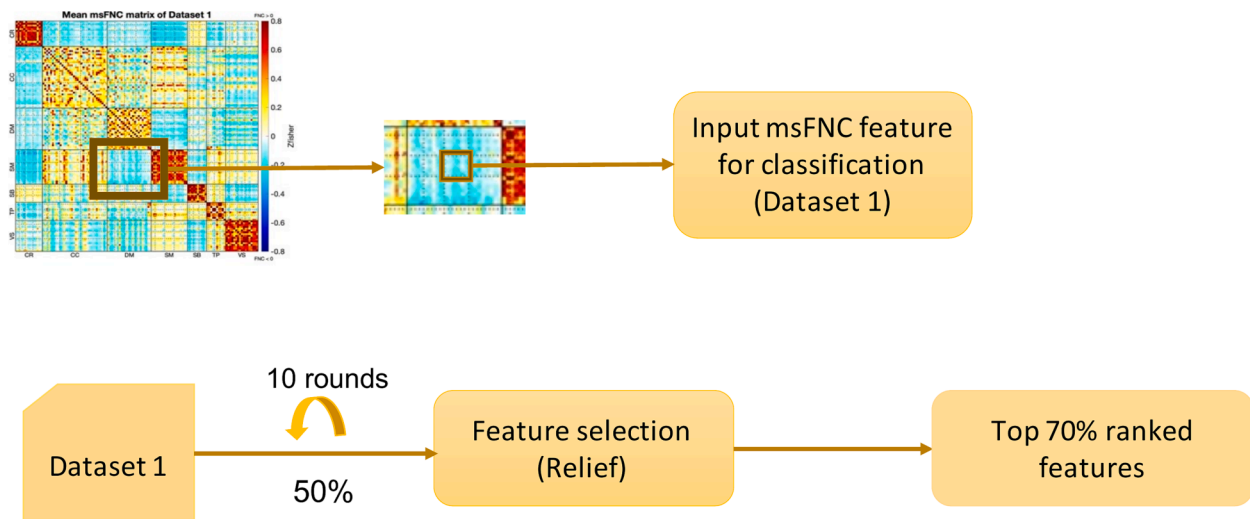 Mean msFNC matrix of Dataset 1
FNC > 0
CR
CC
DM
SM
SB
TP
VS
0.8
0.6
0.4
0.2
0
-0.2
-0.4
-0.6
-0.8
Zfisher
FNC < 0
CR CC DM SM SB TP VS
Input msFNC feature
for classification
(Dataset 1)
10 rounds
Dataset 1
50%
Feature selection
(Relief)
Top 70% ranked
features